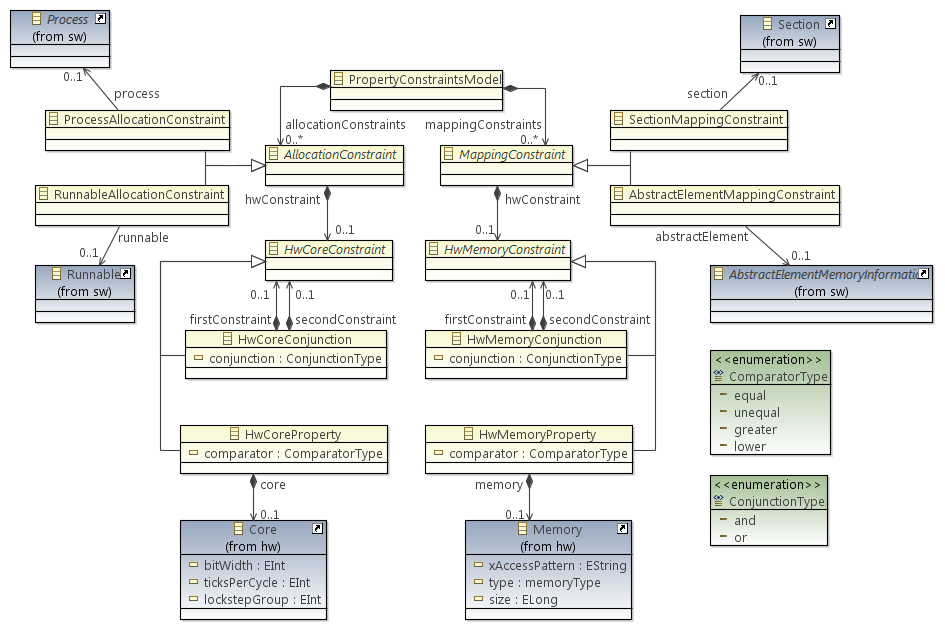 Process
(from sw)
0..1
process
ProcessAllocationConstraint
PropertyConstraintsModel
allocationConstraints
0..*
mappingConstraints
0..*
Section
(from sw)
0..1
section
SectionMappingConstraint
AllocationConstraint
MappingConstraint
RunnableAllocationConstraint
AbstractElementMappingConstraint
hwConstraint
0..1
hwConstraint
0..1
runnable
0..1
abstractElement
0..1
Runnable
(from sw)
HwCoreConstraint
HwMemoryConstraint
AbstractElementMemoryInformatio
(from sw)
0..1
0..1
0..1
0..1
firstConstraint
secondConstraint
firstConstraint
secondConstraint
HwCoreConjunction
conjunction : ConjunctionType
HwMemoryConjunction
conjunction : ConjunctionType
<<enumeration>>
ComparatorType
equal
unequal
greater
lower
HwCoreProperty
comparator : ComparatorType
HwMemoryProperty
comparator : ComparatorType
core
0..1
memory
0..1
<<enumeration>>
ConjunctionType
and
or
Core
(from hw)
bitWidth : EInt
ticksPerCycle : EInt
lockstepGroup : EInt
Memory
(from hw)
xAccessPattern : EString
type : memoryType
size : ELong